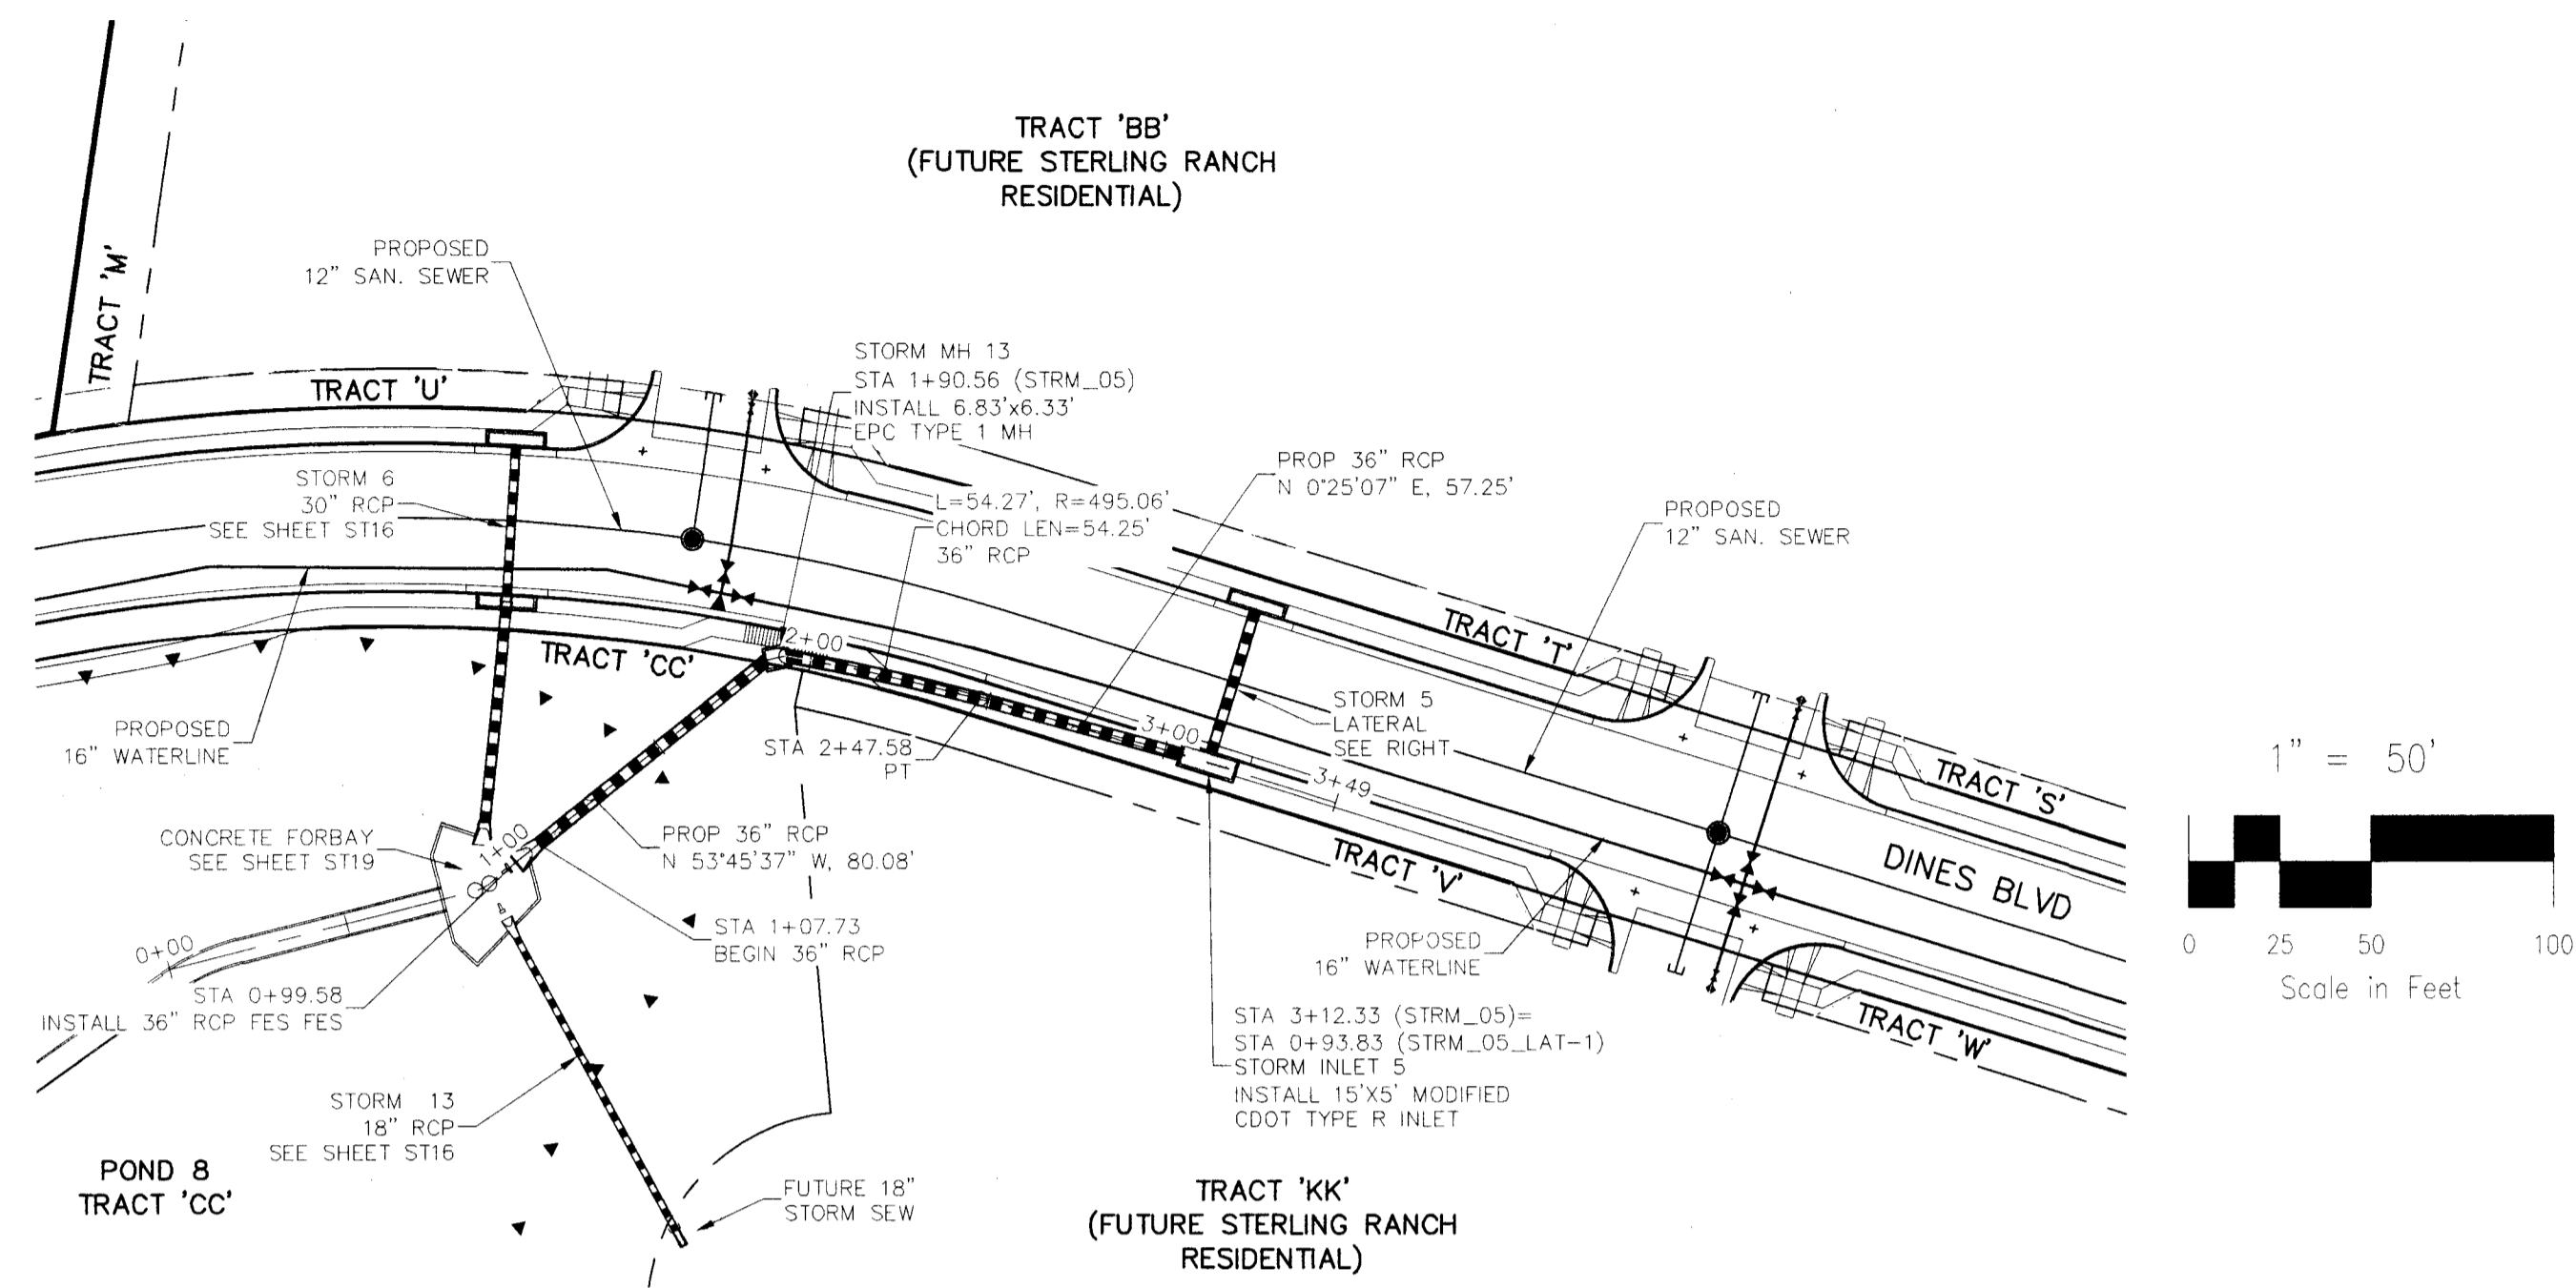 TRACT 'BB'
(FUTURE STERLING RANCH
RESIDENTIAL)
TRACT 'M'
PROPOSED
12" SAN. SEWER
TRACT 'U'
STORM MH 13
STA 1+90.56 (STRM_05)
INSTALL 6.83'x6.33'
EPC TYPE 1 MH
L=54.27', R=495.06'
CHORD LEN=54.25'
36" RCP
PROP 36" RCP
N 0°25'07" E, 57.25'
PROPOSED
12" SAN. SEWER
STORM 6
30" RCP
SEE SHEET ST16
2+00
TRACT 'CC'
TRACT 'T'
STORM 5
LATERAL
SEE RIGHT
3+00
3+49
PROPOSED
16" WATERLINE
STA 2+47.58
PT
TRACT 'S'
1" = 50'
0 25 50 100
Scale in Feet
CONCRETE FORBAY
SEE SHEET ST19
1+00
PROP 36" RCP
N 53°45'37" W, 80.08'
TRACT 'V'
DINES BLVD
STA 1+07.73
BEGIN 36" RCP
0+00
PROPOSED
16" WATERLINE
STA 0+99.58
INSTALL 36" RCP FES FES
STA 3+12.33 (STRM_05)=
STA 0+93.83 (STRM_05_LAT-1)
STORM INLET 5
INSTALL 15'X5' MODIFIED
CDOT TYPE R INLET
TRACT 'W'
STORM 13
18" RCP
SEE SHEET ST16
POND 8
TRACT 'CC'
FUTURE 18"
STORM SEW
TRACT 'KK'
(FUTURE STERLING RANCH
RESIDENTIAL)